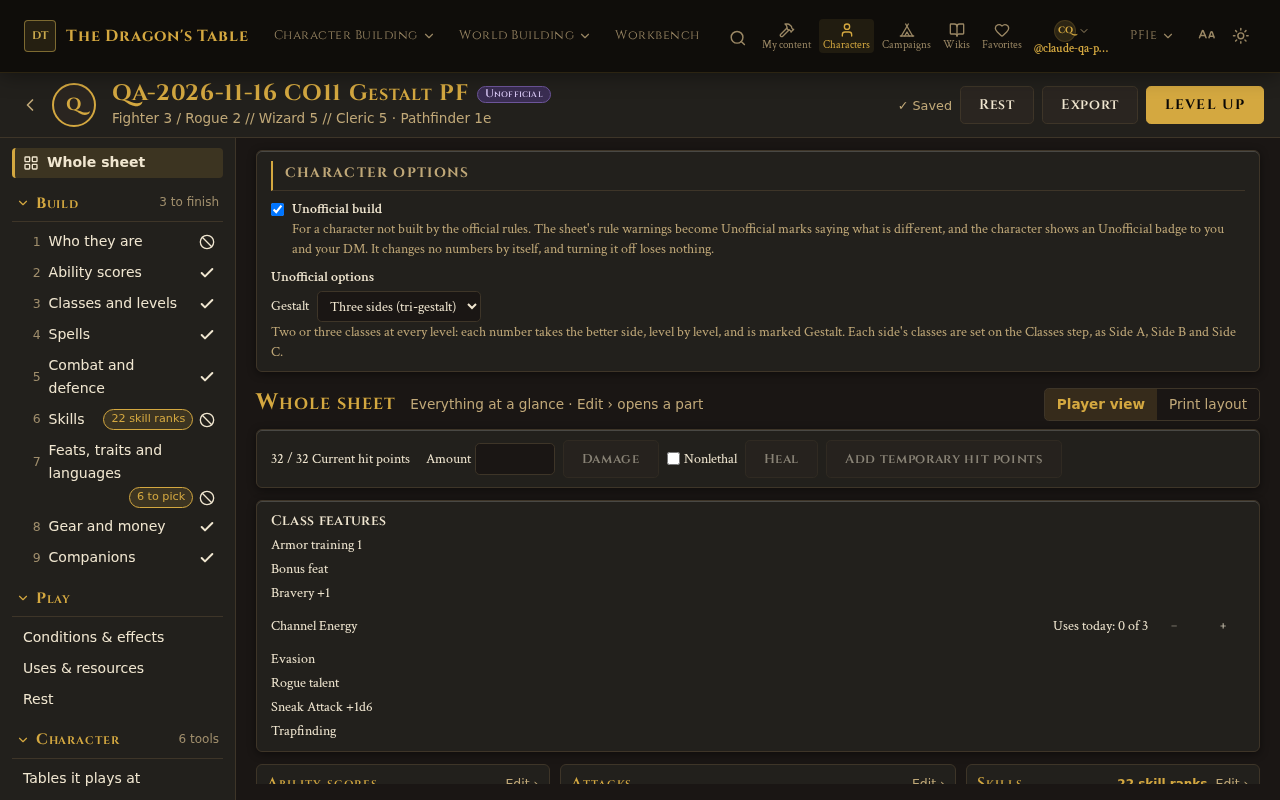 DT The Dragon's Table Character Building World Building Workbench My content Characters Campaigns Wikis Favorites CQ @claude-qa-p... PF1e AA
Q QA-2026-11-16 CO11 Gestalt PF Unofficial
Fighter 3 / Rogue 2 // Wizard 5 // Cleric 5 · Pathfinder 1e
✓ Saved Rest Export LEVEL UP
Whole sheet
Build 3 to finish
1 Who they are
2 Ability scores
3 Classes and levels
4 Spells
5 Combat and
defence
6 Skills 22 skill ranks
7 Feats, traits and
languages
6 to pick
8 Gear and money
9 Companions
Play
Conditions & effects
Uses & resources
Rest
Character 6 tools
Tables it plays at
CHARACTER OPTIONS
Unofficial build
For a character not built by the official rules. The sheet's rule warnings become Unofficial marks saying what is different, and the character shows an Unofficial badge to you
and your DM. It changes no numbers by itself, and turning it off loses nothing.
Unofficial options
Gestalt Three sides (tri-gestalt)
Two or three classes at every level: each number takes the better side, level by level, and is marked Gestalt. Each side's classes are set on the Classes step, as Side A, Side B and Side
C.
Whole sheet Everything at a glance · Edit › opens a part Player view Print layout
32 / 32 Current hit points Amount Damage Nonlethal Heal Add temporary hit points
Class features
Armor training 1
Bonus feat
Bravery +1
Channel Energy Uses today: 0 of 3 − +
Evasion
Rogue talent
Sneak Attack +1d6
Trapfinding
Ability scores Edit › Attacks Edit › Skills 22 skill ranks Edit ›